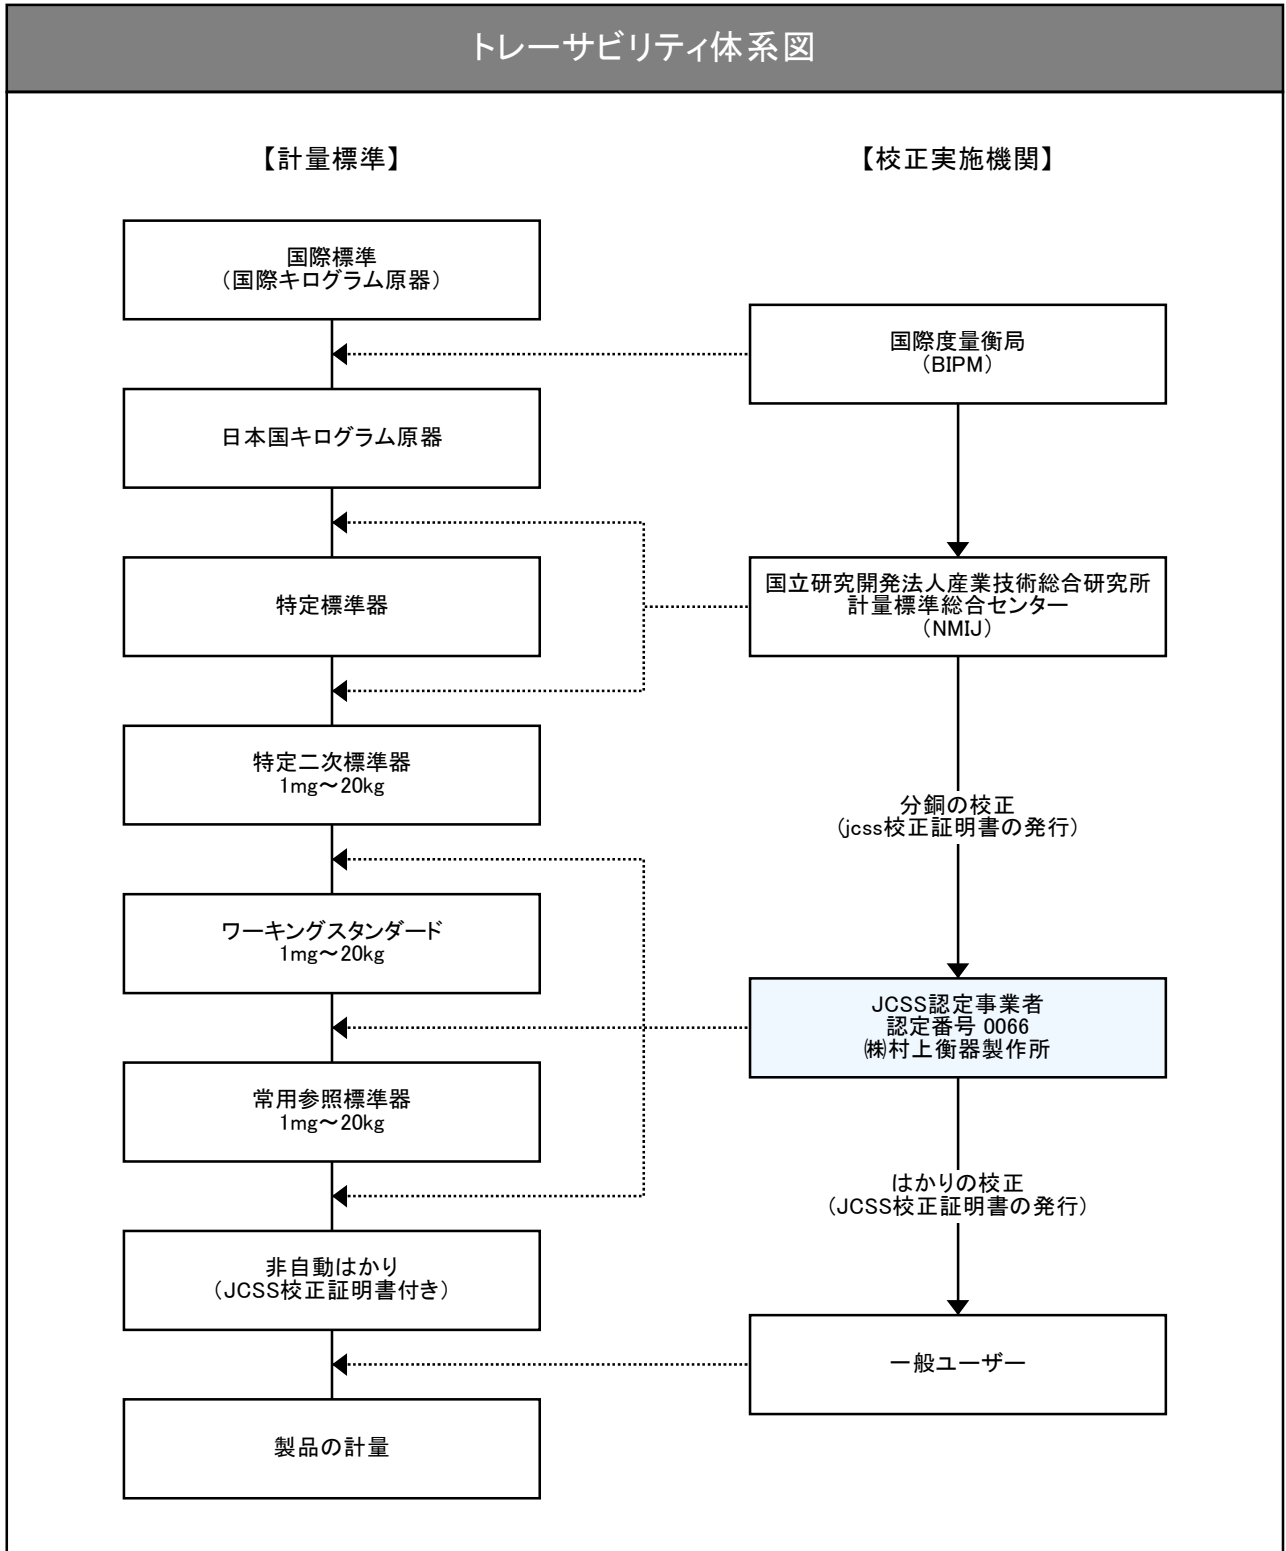 トレーサビリティ体系図
【計量標準】
【校正実施機関】
国際標準
（国際キログラム原器）
国際度量衡局
（BIPM）
日本国キログラム原器
特定標準器
国立研究開発法人産業技術総合研究所
計量標準総合センター
（NMIJ）
特定二次標準器
1mg～20kg
分銅の校正
（jcss校正証明書の発行）
ワーキングスタンダード
1mg～20kg
JCSS認定事業者
認定番号 0066
㈱村上衡器製作所
常用参照標準器
1mg～20kg
はかりの校正
（JCSS校正証明書の発行）
非自動はかり
（JCSS校正証明書付き）
一般ユーザー
製品の計量